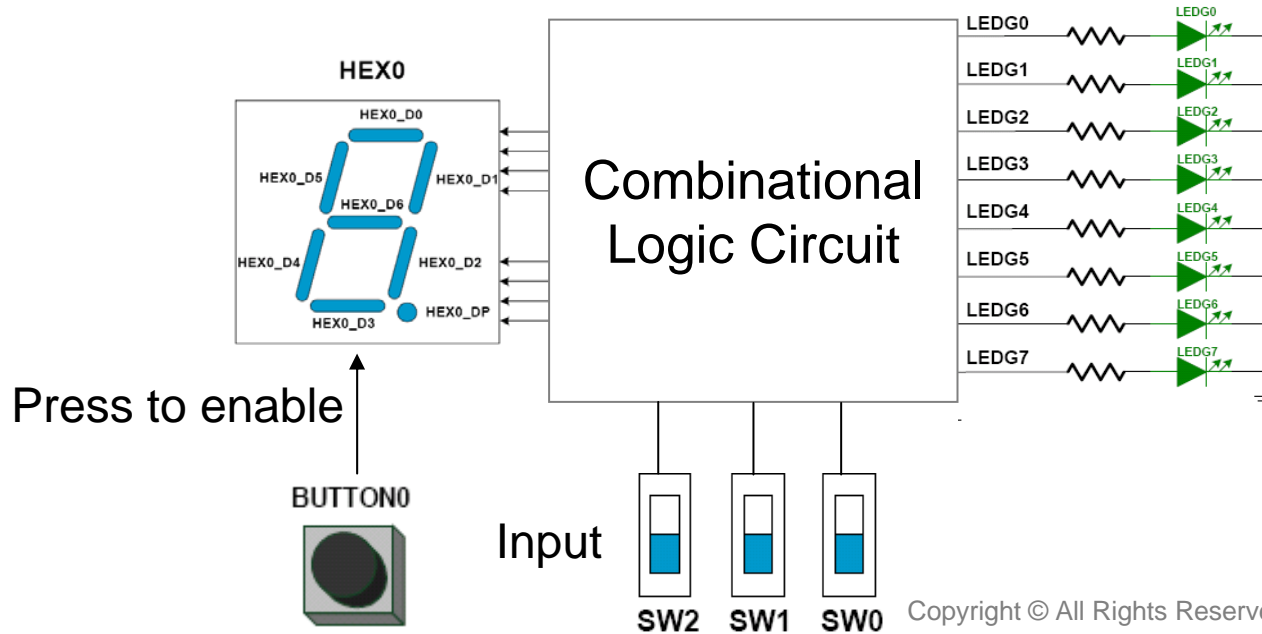 HEX0
HEX0_D0
HEX0_D5
HEX0_D1
HEX0_D6
HEX0_D4
HEX0_D2
HEX0_D3
HEX0_DP
Press to enable
BUTTON0
Combinational
Logic Circuit
LEDG0
LEDG0
LEDG1
LEDG1
LEDG2
LEDG2
LEDG3
LEDG3
LEDG4
LEDG4
LEDG5
LEDG5
LEDG6
LEDG6
LEDG7
LEDG7
Input
SW2 SW1 SW0
Copyright © All Rights Reserve